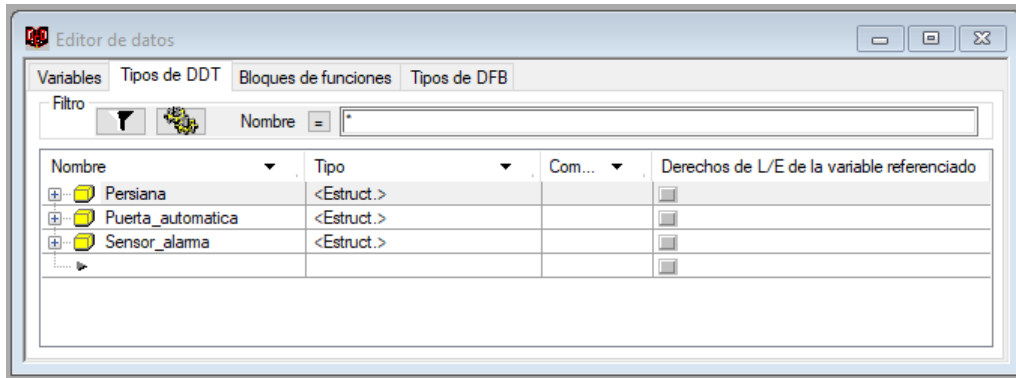 Editor de datos
Variables Tipos de DDT Bloques de funciones Tipos de DFB
Filtro
Nombre = *
Nombre Tipo Com... Derechos de L/E de la variable referenciado
Persiana <Estruct.>
Puerta_automatica <Estruct.>
Sensor_alarma <Estruct.>